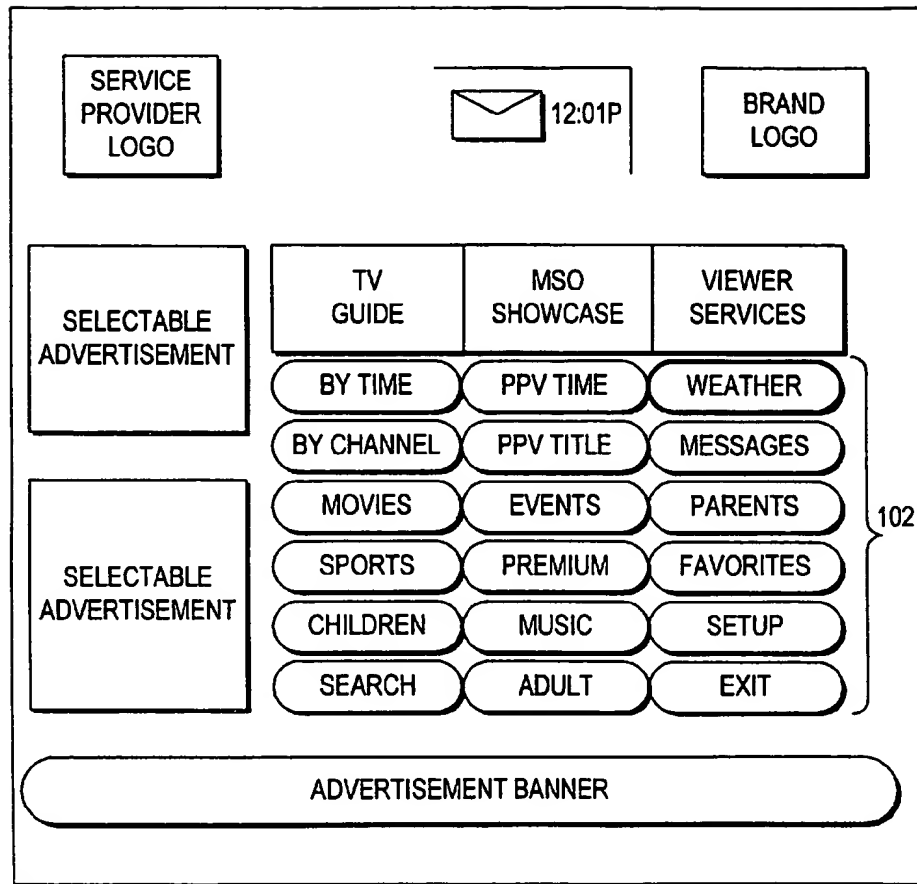 SERVICE
PROVIDER
LOGO
12:01P
BRAND
LOGO
SELECTABLE
ADVERTISEMENT
TV
GUIDE
MSO
SHOWCASE
VIEWER
SERVICES
BY TIME
PPV TIME
WEATHER
BY CHANNEL
PPV TITLE
MESSAGES
MOVIES
EVENTS
PARENTS
102
SELECTABLE
ADVERTISEMENT
SPORTS
PREMIUM
FAVORITES
CHILDREN
MUSIC
SETUP
SEARCH
ADULT
EXIT
ADVERTISEMENT BANNER